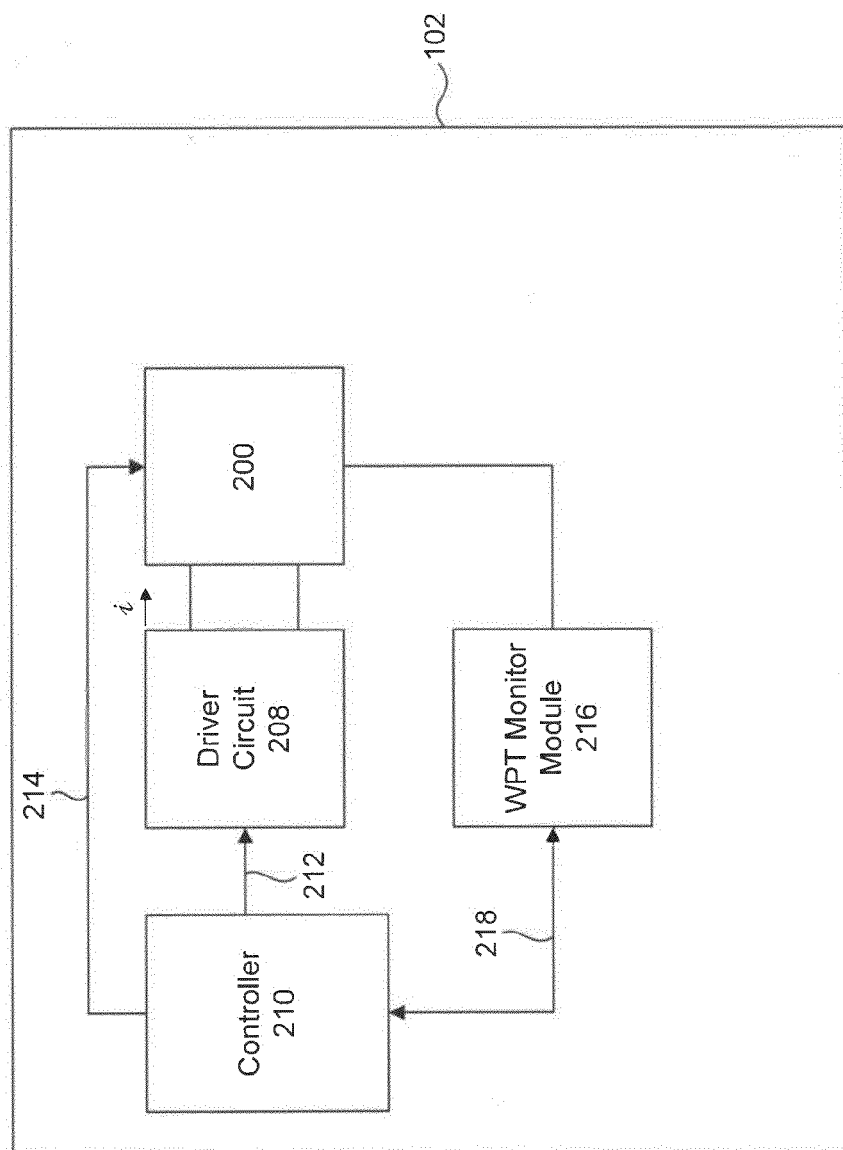 102
200
i
Driver
Circuit
208
214
212
Controller
210
WPT Monitor
Module
216
218